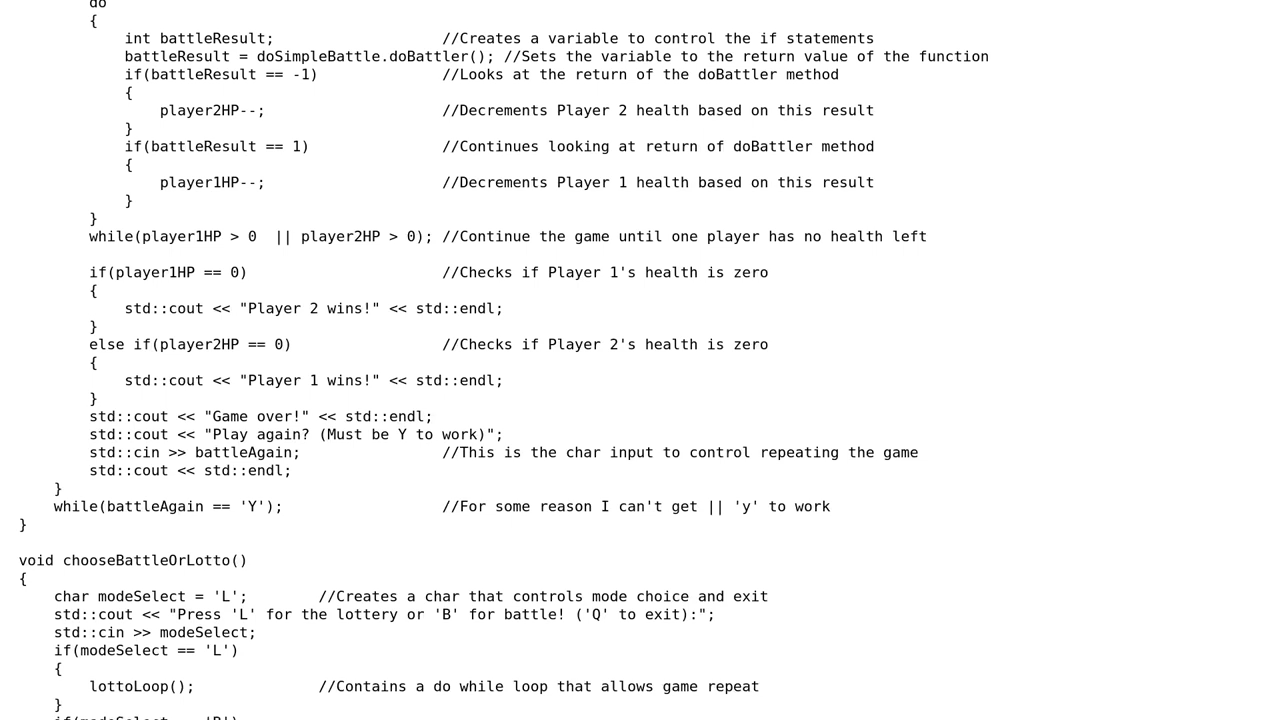 do
{
int battleResult; //Creates a variable to control the if statements
battleResult = doSimpleBattle.doBattler(); //Sets the variable to the return value of the function
if(battleResult == -1) //Looks at the return of the doBattler method
{
player2HP--; //Decrements Player 2 health based on this result
}
if(battleResult == 1) //Continues looking at return of doBattler method
{
player1HP--; //Decrements Player 1 health based on this result
}
}
while(player1HP > 0  || player2HP > 0); //Continue the game until one player has no health left
if(player1HP == 0) //Checks if Player 1's health is zero
{
std::cout << "Player 2 wins!" << std::endl;
}
else if(player2HP == 0) //Checks if Player 2's health is zero
{
std::cout << "Player 1 wins!" << std::endl;
}
std::cout << "Game over!" << std::endl;
std::cout << "Play again? (Must be Y to work)";
std::cin >> battleAgain; //This is the char input to control repeating the game
std::cout << std::endl;
}
while(battleAgain == 'Y'); //For some reason I can't get || 'y' to work
}
void chooseBattleOrLotto()
{
char modeSelect = 'L'; //Creates a char that controls mode choice and exit
std::cout << "Press 'L' for the lottery or 'B' for battle! ('Q' to exit):";
std::cin >> modeSelect;
if(modeSelect == 'L')
{
lottoLoop(); //Contains a do while loop that allows game repeat
}
if(modeSelect == 'B')